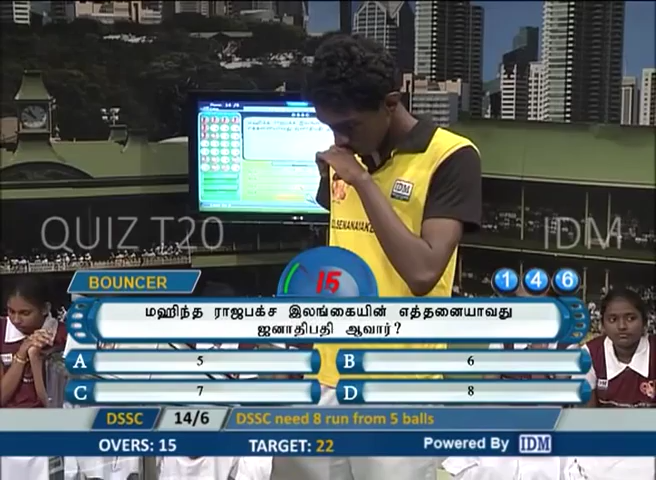 QUIZ T20
IDM
IDM
D.SENANAYAKE
BOUNCER
15
1 4 6
மஹிந்த ராஜபக்ச இலங்கையின் எத்தனையாவது
ஜனாதிபதி ஆவார்?
A 5
B 6
C 7
D 8
DSSC 14/6 DSSC need 8 run from 5 balls
OVERS: 15 TARGET: 22 Powered By IDM